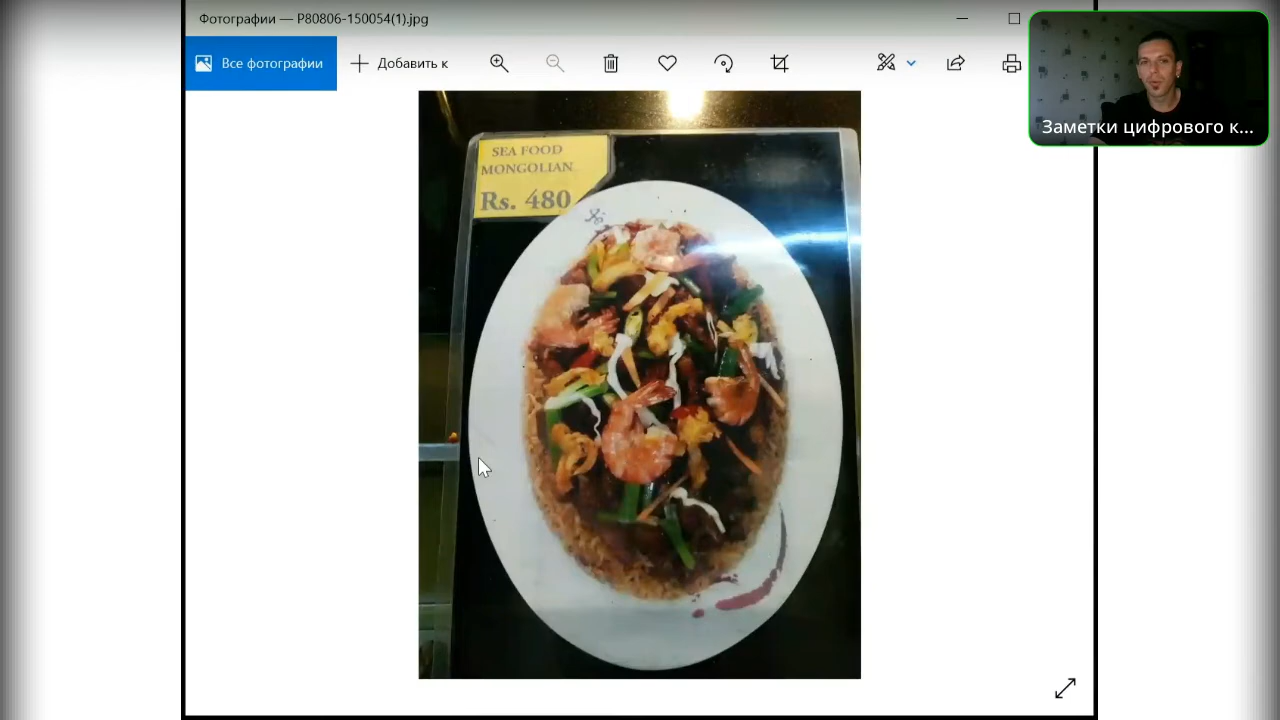 Фотографии — P80806-150054(1).jpg
Все фотографии
Добавить к
Заметки цифрового к...
SEA FOOD
MONGOLIAN
Rs. 480